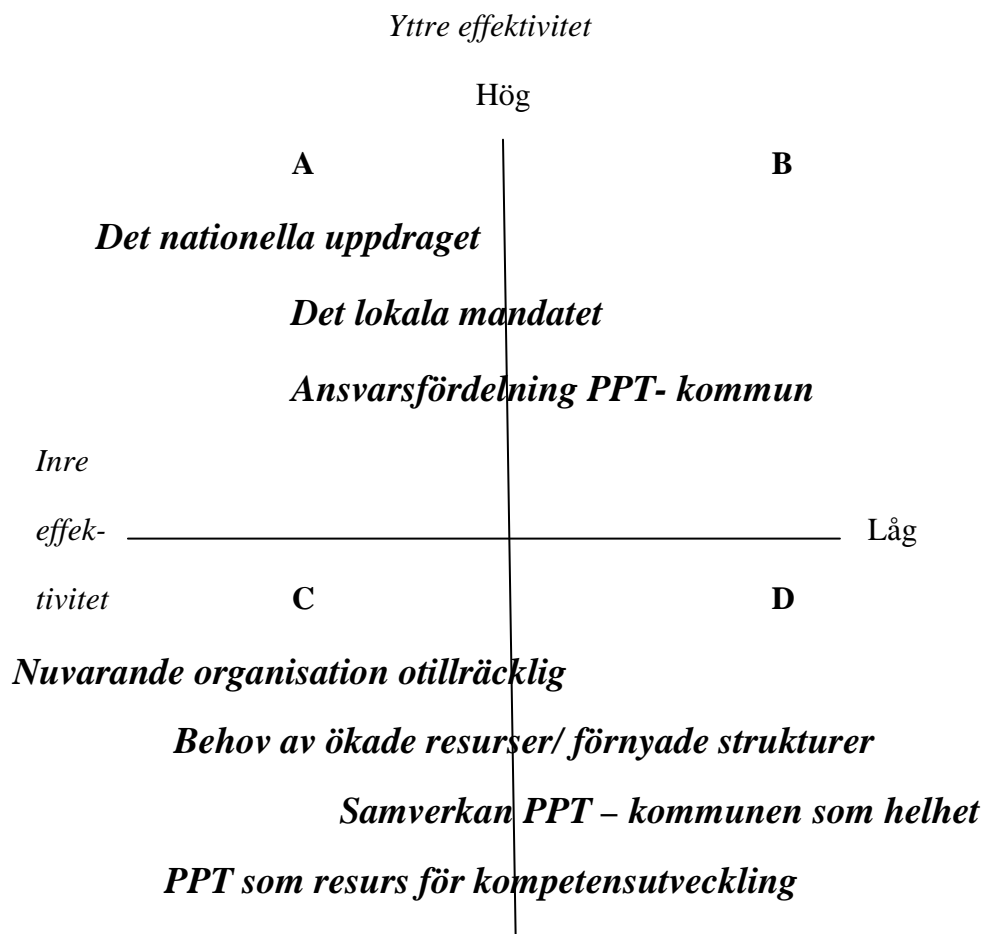 Yttre effektivitet
Hög
A B
Det nationella uppdraget
Det lokala mandatet
Ansvarsfördelning PPT- kommun
Inre
effek- Låg
tivitet C D
Nuvarande organisation otillräcklig
Behov av ökade resurser/ förnyade strukturer
Samverkan PPT – kommunen som helhet
PPT som resurs för kompetensutveckling